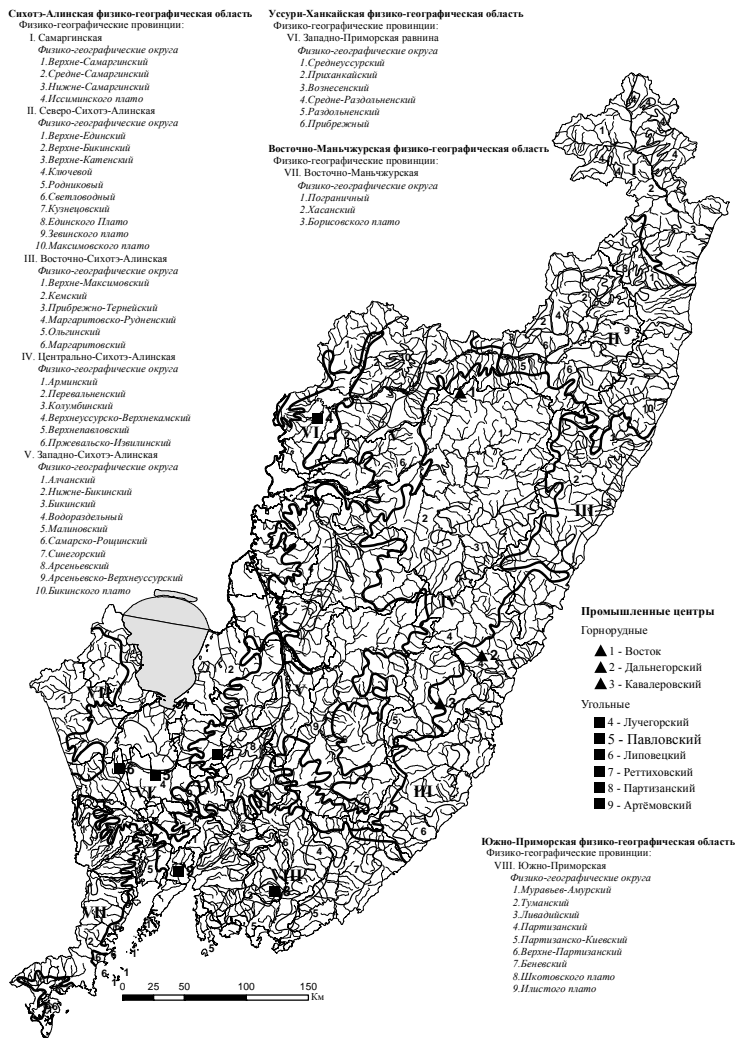 Сихотэ-Алинская физико-географическая область
Физико-географические провинции:
I. Самаргинская
Физико-географические округа
1.Верхне-Самаргинский
2.Средне-Самаргинский
3.Нижне-Самаргинский
4.Иссиминского плато
II. Северо-Сихотэ-Алинская
Физико-географические округа
1.Верхне-Единский
2.Верхне-Бикинский
3.Верхне-Катенский
4.Ключевой
5.Родниковый
6.Светловодный
7.Кузнецовский
8.Единского Плато
9.Зевинского плато
10.Максимовского плато
III. Восточно-Сихотэ-Алинская
Физико-географические округа
1.Верхне-Максимовский
2.Кемский
3.Прибрежно-Тернейский
4.Маргаритовско-Рудненский
5.Ольгинский
6.Маргаритовский
IV. Центрально-Сихотэ-Алинская
Физико-географические округа
1.Арминский
2.Перевальненский
3.Колумбинский
4.Верхнеуссурско-Верхнекамский
5.Верхнепавловский
6.Пржевальско-Извилинский
V. Западно-Сихотэ-Алинская
Физико-географические округа
1.Алчанский
2.Нижне-Бикинский
3.Бикинский
4.Водораздельный
5.Малиновский
6.Самарско-Рощинский
7.Синегорский
8.Арсеньевский
9.Арсеньевско-Верхнеуссурский
10.Бикинского плато
Уссури-Ханкайская физико-географическая область
Физико-географические провинции:
VI. Западно-Приморская равнина
Физико-географические округа
1.Среднеуссурский
2.Приханкайский
3.Вознесенский
4.Средне-Раздольненский
5.Раздольненский
6.Прибрежный
Восточно-Маньчжурская физико-географическая область
Физико-географические провинции:
VII. Восточно-Маньчжурская
Физико-географические округа
1.Пограничный
2.Хасанский
3.Борисовского плато
Промышленные центры
Горнорудные
1 - Восток
2 - Дальнегорский
3 - Кавалеровский
Угольные
4 - Лучегорский
5 - Павловский
6 - Липовецкий
7 - Реттиховский
8 - Партизанский
9 - Артёмовский
Южно-Приморская физико-географическая область
Физико-географические провинции:
VIII. Южно-Приморская
Физико-географические округа
1.Муравьев-Амурский
2.Туманский
3.Ливадийский
4.Партизанский
5.Партизанско-Киевский
6.Верхне-Партизанский
7.Беневский
8.Шкотовского плато
9.Илистого плато
I
II
III
VI
V
III
VII
VI
VIII
VII
0 25 50 100 150
Км